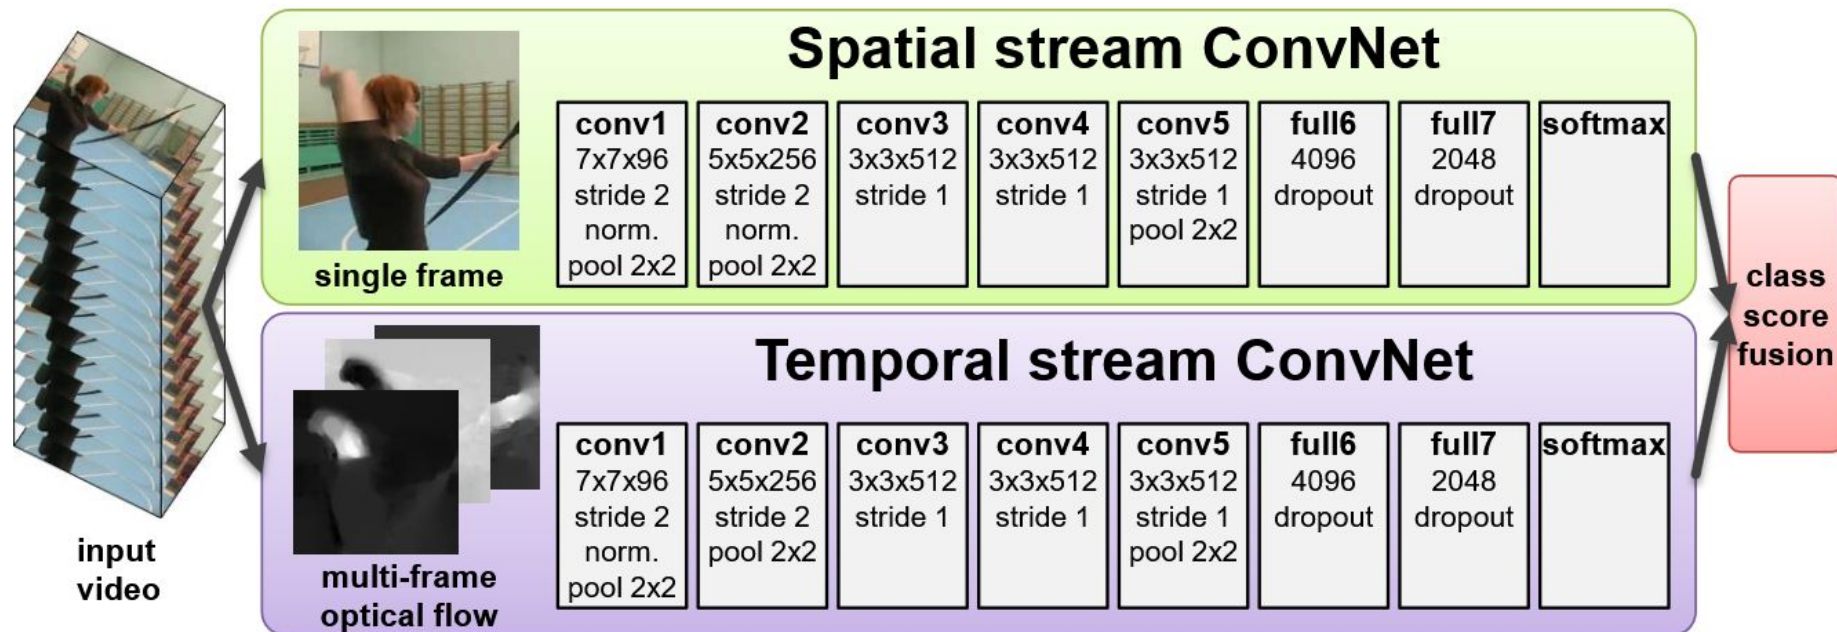 Spatial stream ConvNet
conv1
7x7x96
stride 2
norm.
pool 2x2
conv2
5x5x256
stride 2
norm.
pool 2x2
conv3
3x3x512
stride 1
conv4
3x3x512
stride 1
conv5
3x3x512
stride 1
pool 2x2
full6
4096
dropout
full7
2048
dropout
softmax
single frame
Temporal stream ConvNet
conv1
7x7x96
stride 2
norm.
pool 2x2
conv2
5x5x256
stride 2
pool 2x2
conv3
3x3x512
stride 1
conv4
3x3x512
stride 1
conv5
3x3x512
stride 1
pool 2x2
full6
4096
dropout
full7
2048
dropout
softmax
multi-frame
optical flow
input
video
class
score
fusion